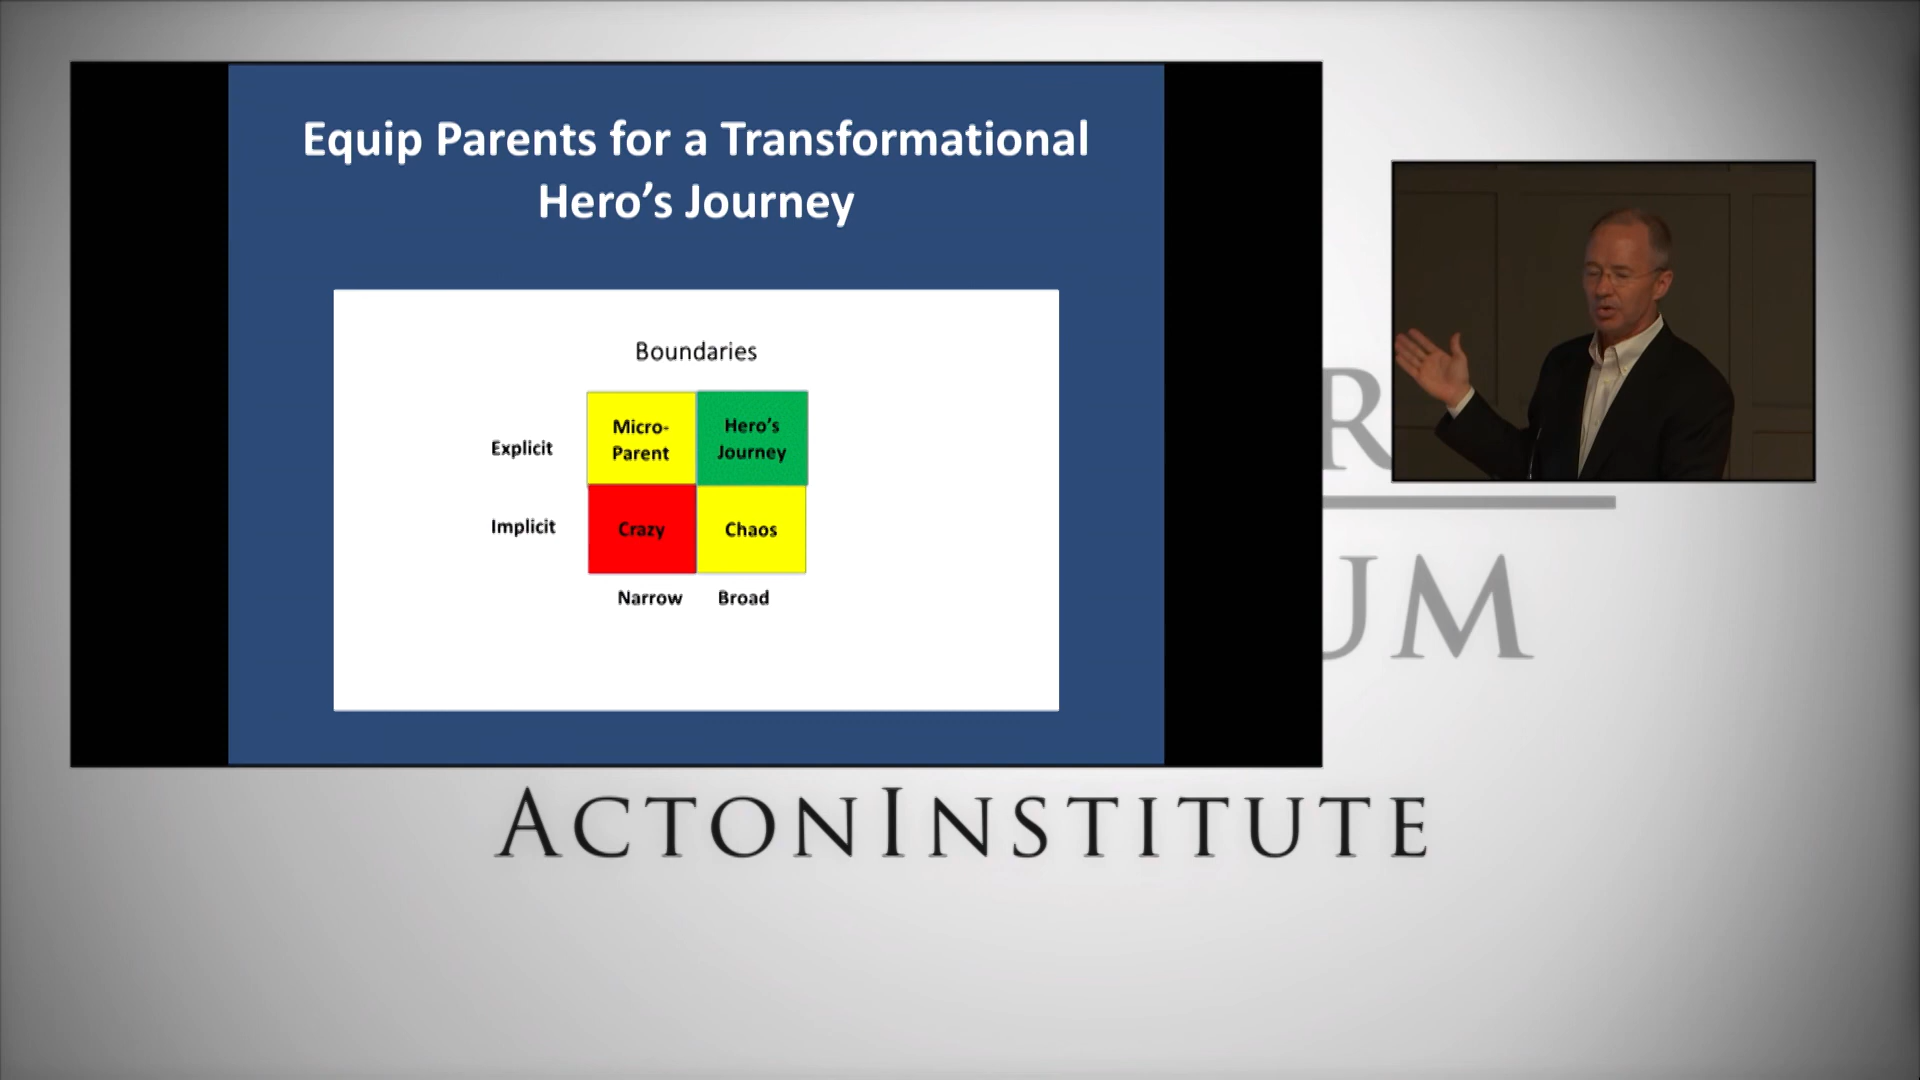 Equip Parents for a Transformational
Hero's Journey
Boundaries
Explicit
Micro-
Parent
Hero's
Journey
Implicit
Crazy
Chaos
Narrow Broad
ACTONINSTITUTE